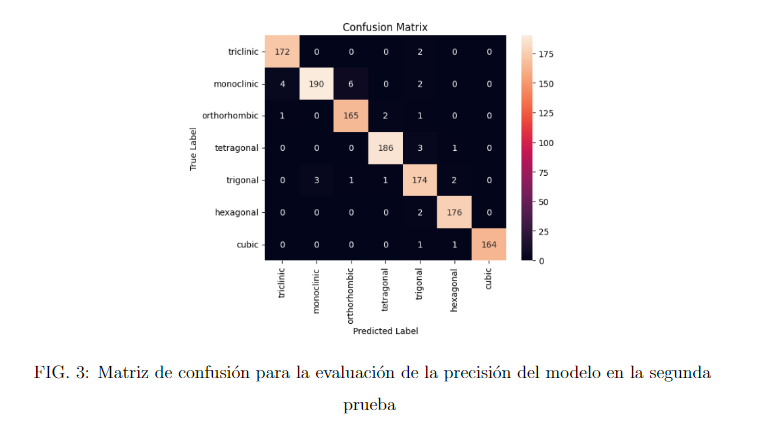 Confusion Matrix
triclinic 172 0 0 0 2 0 0
monoclinic 4 190 6 0 2 0 0
orthorhombic 1 0 165 2 1 0 0
tetragonal 0 0 0 186 3 1 0
trigonal 0 3 1 1 174 2 0
hexagonal 0 0 0 0 2 176 0
cubic 0 0 0 0 1 1 164
True Label
triclinic
monoclinic
orthorhombic
tetragonal
trigonal
hexagonal
cubic
Predicted Label
175
150
125
100
75
50
25
0
FIG. 3: Matriz de confusión para la evaluación de la precisión del modelo en la segunda
prueba